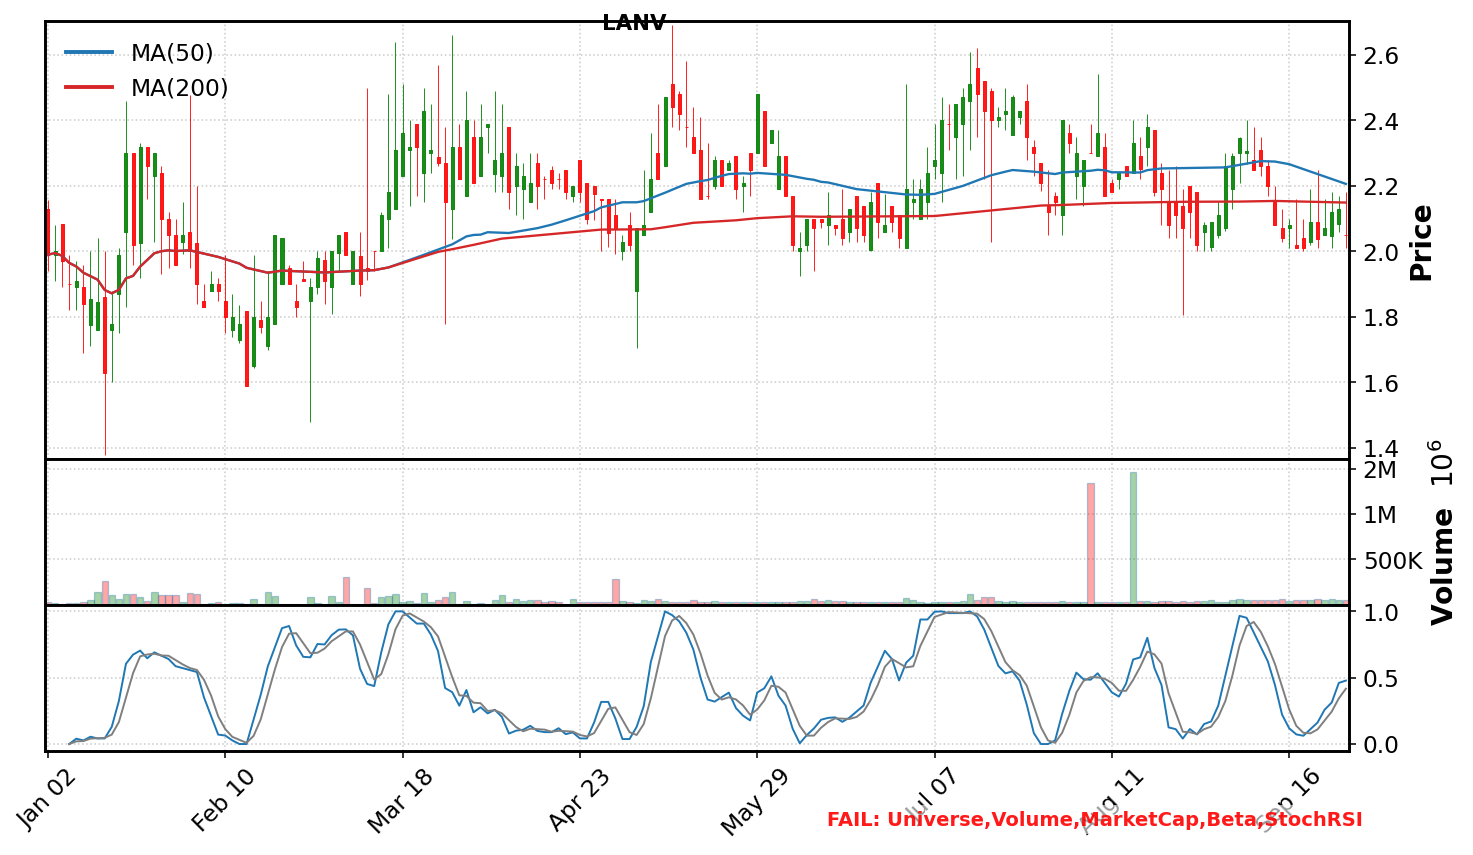 LANV
MA(50)
MA(200)
2.6
2.4
2.2
2.0
1.8
1.6
1.4
Price
2M
1M
500K
Volume 10⁶
1.0
0.5
0.0
Jan 02
Feb 10
Mar 18
Apr 23
May 29
Jul 07
Aug 11
Sep 16
FAIL: Universe,Volume,MarketCap,Beta,StochRSI